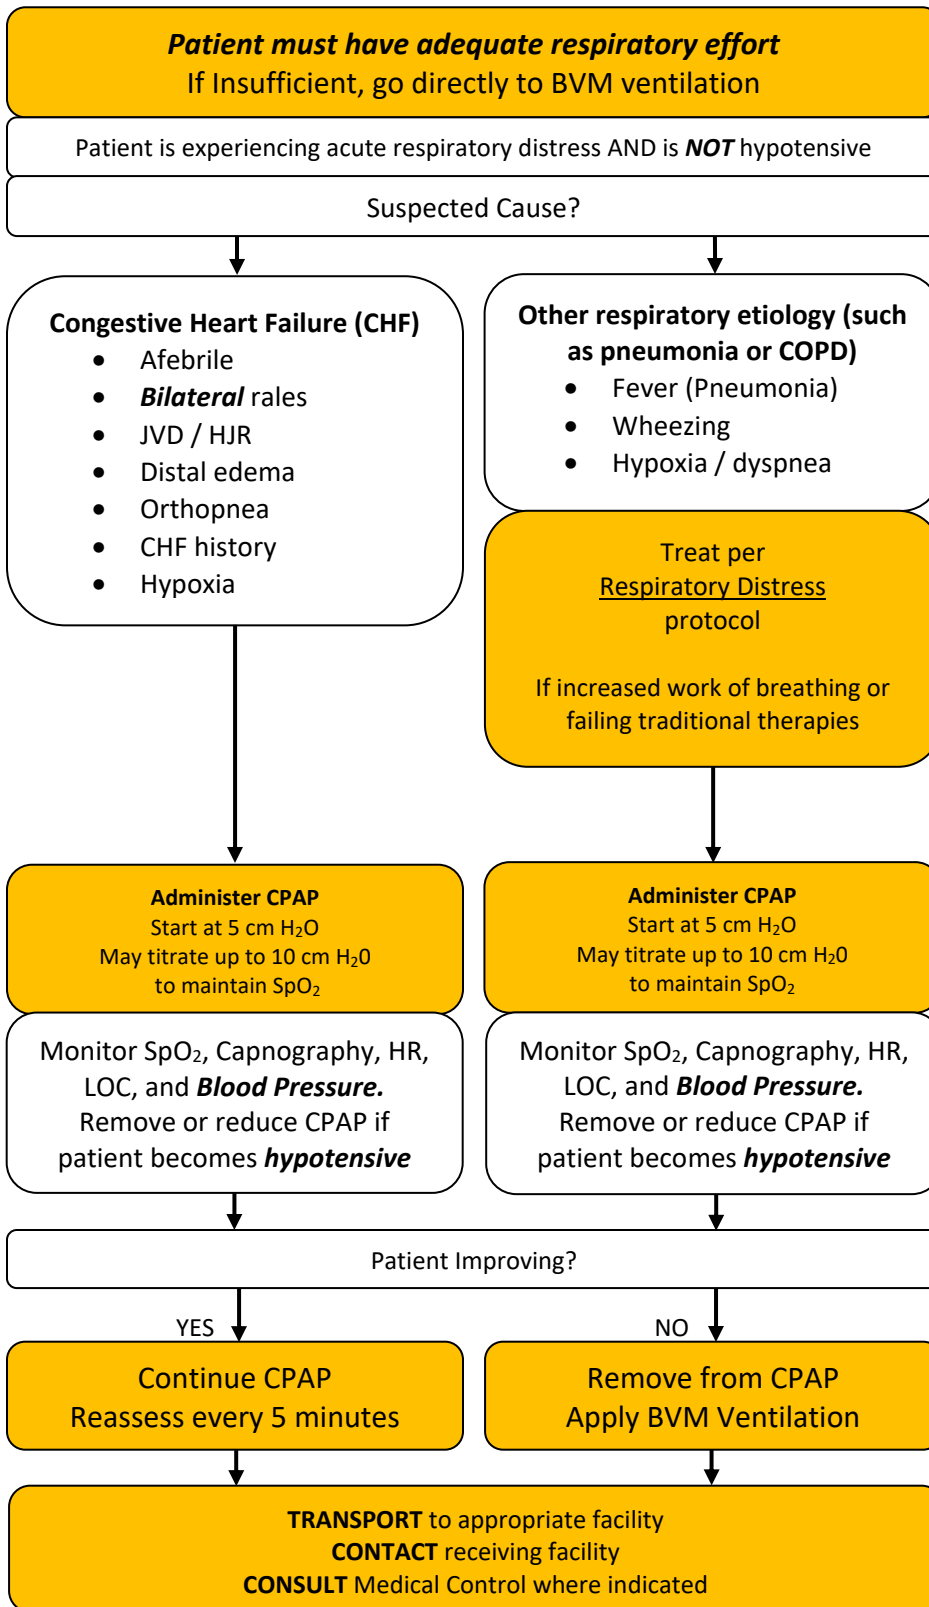 Patient must have adequate respiratory effort
If Insufficient, go directly to BVM ventilation
Patient is experiencing acute respiratory distress AND is NOT hypotensive
Suspected Cause?
Congestive Heart Failure (CHF)
• Afebrile
• Bilateral rales
• JVD / HJR
• Distal edema
• Orthopnea
• CHF history
• Hypoxia
Other respiratory etiology (such
as pneumonia or COPD)
• Fever (Pneumonia)
• Wheezing
• Hypoxia / dyspnea
Treat per
Respiratory Distress
protocol
If increased work of breathing or
failing traditional therapies
Administer CPAP
Start at 5 cm H₂O
May titrate up to 10 cm H₂0
to maintain SpO₂
Administer CPAP
Start at 5 cm H₂O
May titrate up to 10 cm H₂0
to maintain SpO₂
Monitor SpO₂, Capnography, HR,
LOC, and Blood Pressure.
Remove or reduce CPAP if
patient becomes hypotensive
Monitor SpO₂, Capnography, HR,
LOC, and Blood Pressure.
Remove or reduce CPAP if
patient becomes hypotensive
Patient Improving?
YES
NO
Continue CPAP
Reassess every 5 minutes
Remove from CPAP
Apply BVM Ventilation
TRANSPORT to appropriate facility
CONTACT receiving facility
CONSULT Medical Control where indicated